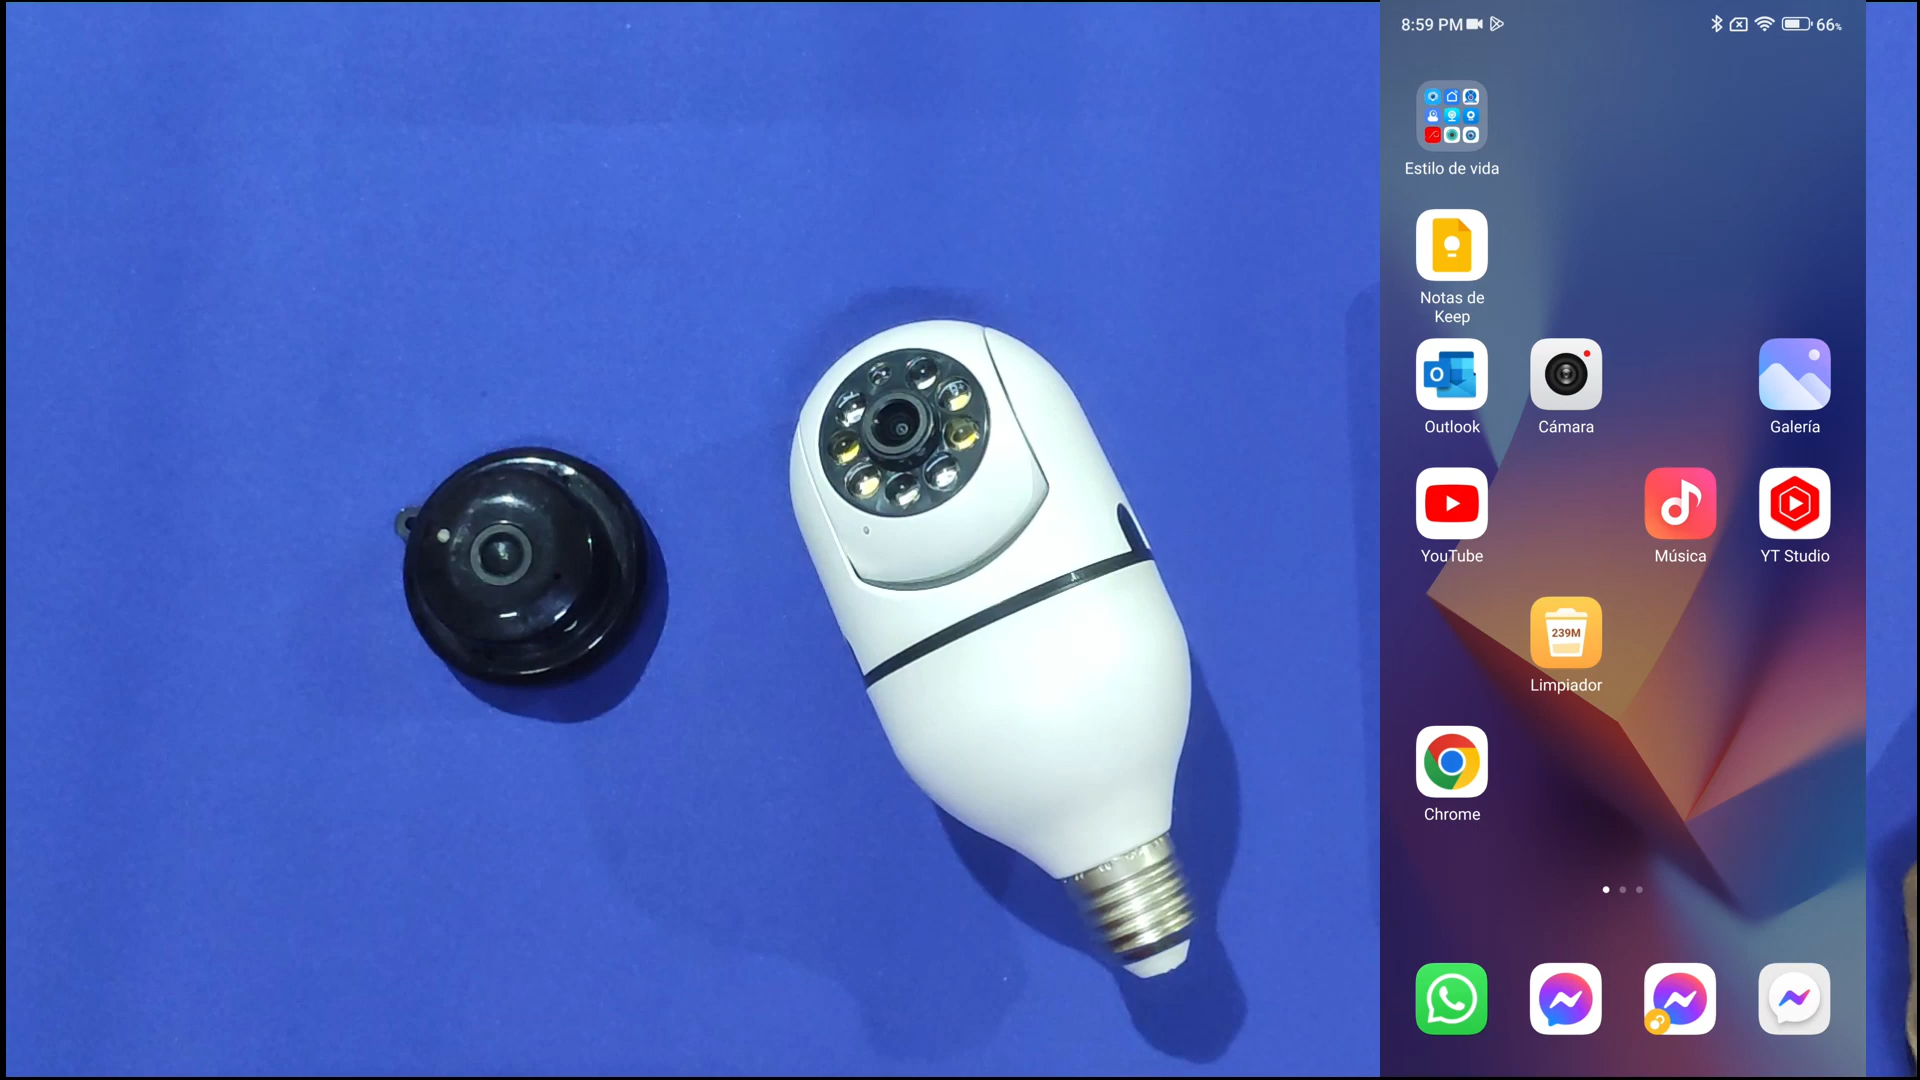 8:59 PM
66%
Estilo de vida
Notas de
Keep
Outlook
Cámara
Galería
YouTube
Música
YT Studio
239M
Limpiador
Chrome